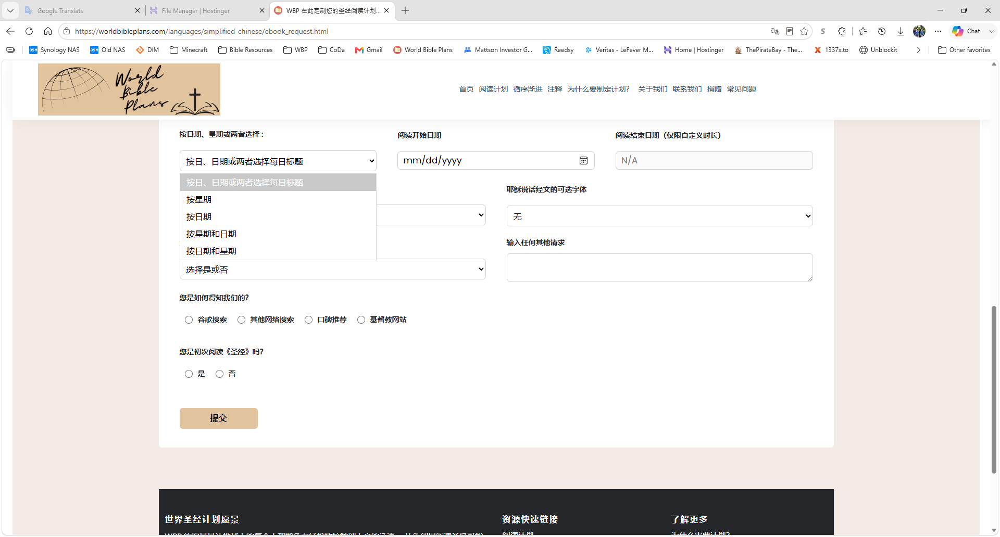 Google Translate
File Manager | Hostinger
WBP 在此定制您的圣经阅读计划...
https://worldbibleplans.com/languages/simplified-chinese/ebook_request.html
Chat
Synology NAS
Old NAS
DIM
Minecraft
Bible Resources
WBP
CoDa
Gmail
World Bible Plans
Mattson Investor G...
Reedsy
Veritas - LeFever M...
Home | Hostinger
ThePirateBay - The...
1337x.to
Unblockit
Other favorites
World
Bible
Plans
首页 阅读计划 循序渐进 注释 为什么要制定计划？ 关于我们 联系我们 捐赠 常见问题
按日期、星期或两者选择：
阅读开始日期
阅读结束日期（仅限自定义时长）
按日、日期或两者选择每日标题
mm/dd/yyyy
N/A
按日、日期或两者选择每日标题
按星期
按日期
按星期和日期
按日期和星期
耶稣说话经文的可选字体
无
输入任何其他请求
选择是或否
您是如何得知我们的？
谷歌搜索 其他网络搜索 口碑推荐 基督教网站
您是初次阅读《圣经》吗？
是 否
提交
世界圣经计划愿景
资源快速链接
了解更多
阅读计划
为什么需要计划？